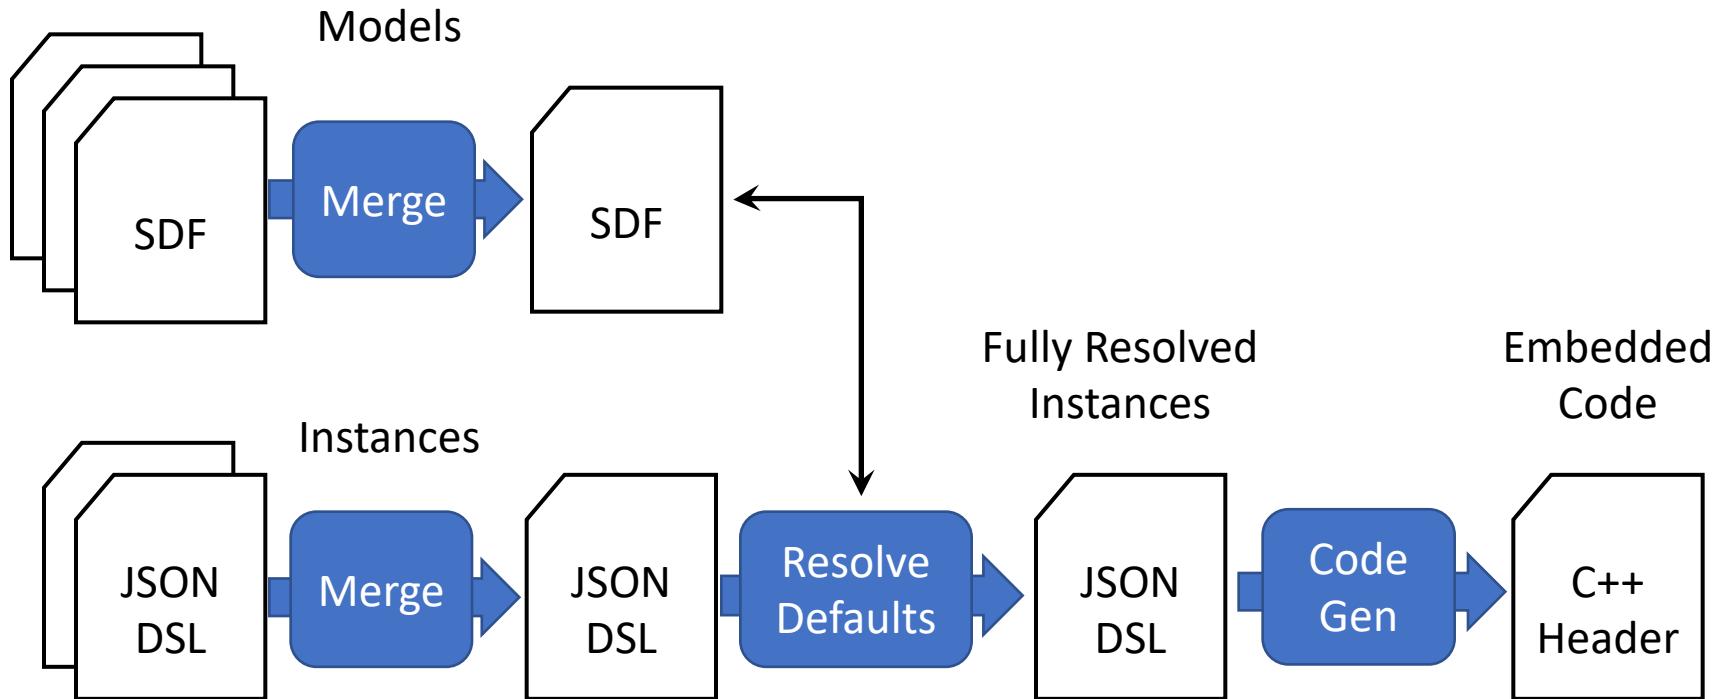 Models
SDF
Merge
SDF
Fully Resolved
Instances
Embedded
Code
Instances
JSON
DSL
Merge
JSON
DSL
Resolve
Defaults
JSON
DSL
Code
Gen
C++
Header